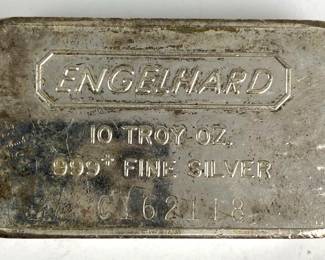 ENGELHARD
10 TROY OZ.
999+ FINE SILVER
C162118